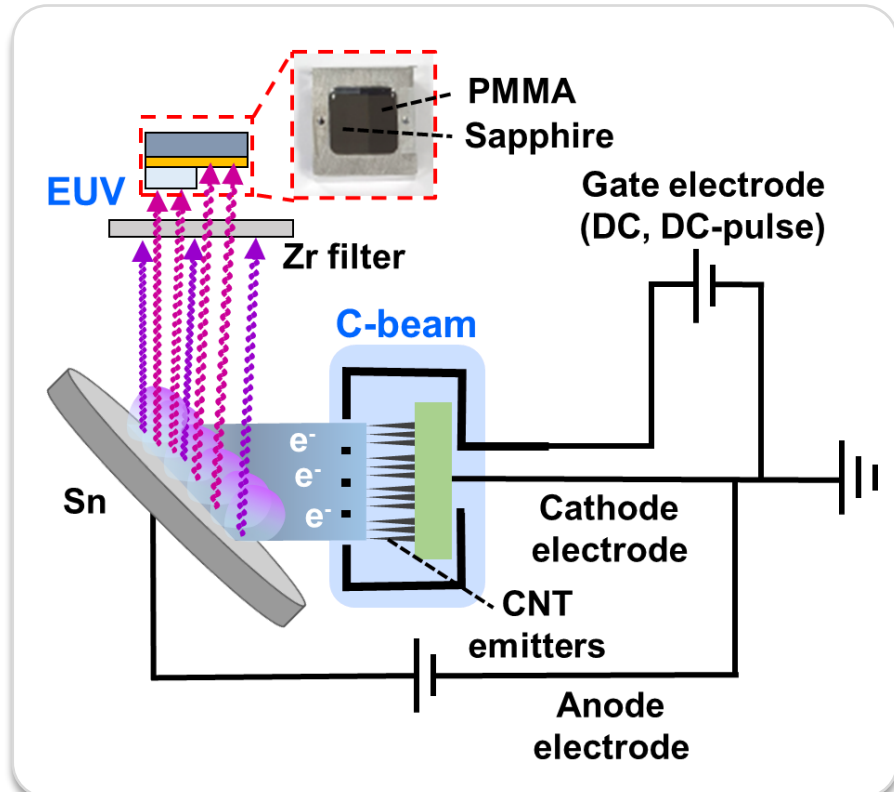 PMMA
Sapphire
EUV
Zr filter
Gate electrode
(DC, DC-pulse)
C-beam
e-
e-
e-
Sn
Cathode
electrode
CNT
emitters
Anode
electrode